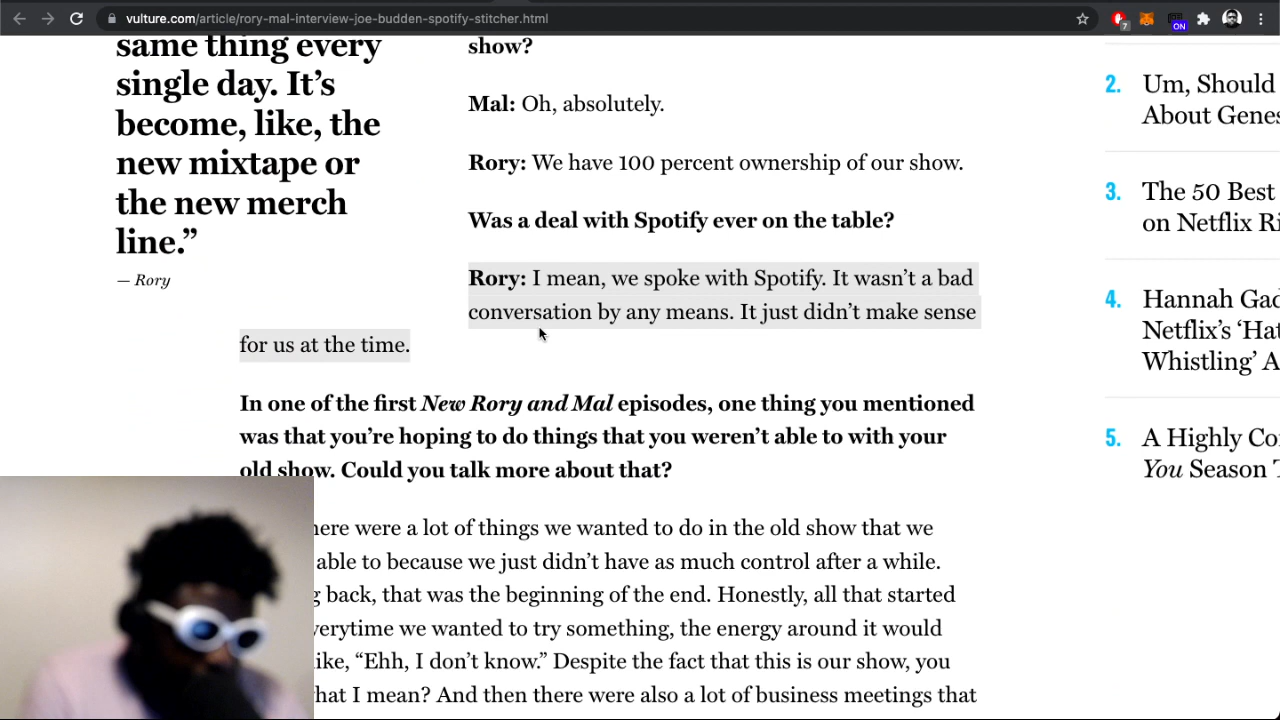 vulture.com/article/rory-mal-interview-joe-budden-spotify-stitcher.html
7
ON
same thing every
single day. It’s
become, like, the
new mixtape or
the new merch
line.”
— Rory
show?
Mal: Oh, absolutely.
Rory: We have 100 percent ownership of our show.
Was a deal with Spotify ever on the table?
Rory: I mean, we spoke with Spotify. It wasn’t a bad
conversation by any means. It just didn’t make sense
for us at the time.
In one of the first New Rory and Mal episodes, one thing you mentioned
was that you’re hoping to do things that you weren’t able to with your
old show. Could you talk more about that?
here were a lot of things we wanted to do in the old show that we
able to because we just didn’t have as much control after a while.
g back, that was the beginning of the end. Honestly, all that started
verytime we wanted to try something, the energy around it would
ike, “Ehh, I don’t know.” Despite the fact that this is our show, you
hat I mean? And then there were also a lot of business meetings that
2. Um, Should
About Genes
3. The 50 Best
on Netflix Ri
4. Hannah Gad
Netflix’s ‘Hat
Whistling’ A
5. A Highly Co
You Season T